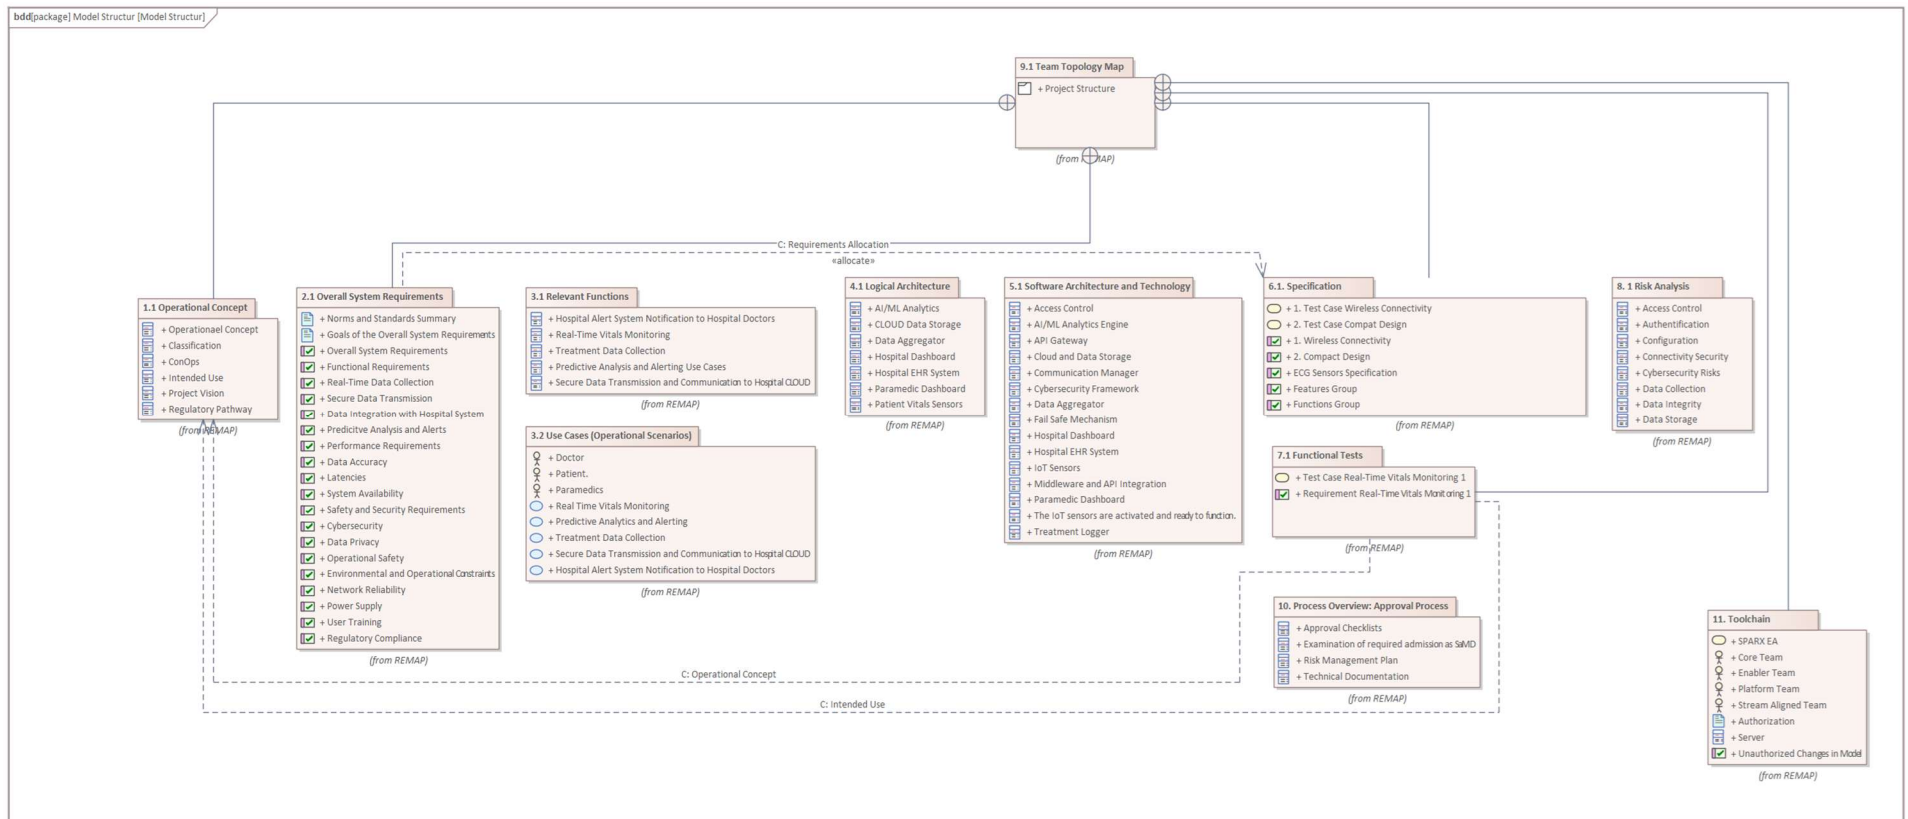 bdd[package] Model Structur [Model Structur]
9.1 Team Topology Map
+ Project Structure
(from REMAP)
C: Requirements Allocation
«allocate»
1.1 Operational Concept
+ Operationael Concept
+ Classification
+ ConOps
+ Intended Use
+ Project Vision
+ Regulatory Pathway
(from REMAP)
2.1 Overall System Requirements
+ Norms and Standards Summary
+ Goals of the Overall System Requirements
+ Overall System Requirements
+ Functional Requirements
+ Real-Time Data Collection
+ Secure Data Transmission
+ Data Integration with Hospital System
+ Predicitve Analysis and Alerts
+ Performance Requirements
+ Data Accuracy
+ Latencies
+ System Availability
+ Safety and Security Requirements
+ Cybersecurity
+ Data Privacy
+ Operational Safety
+ Environmental and Operational Constraints
+ Network Reliability
+ Power Supply
+ User Training
+ Regulatory Compliance
(from REMAP)
3.1 Relevant Functions
+ Hospital Alert System Notification to Hospital Doctors
+ Real-Time Vitals Monitoring
+ Treatment Data Collection
+ Predictive Analysis and Alerting Use Cases
+ Secure Data Transmission and Communication to Hospital CLOUD
(from REMAP)
3.2 Use Cases (Operational Scenarios)
+ Doctor
+ Patient.
+ Paramedics
+ Real Time Vitals Monitoring
+ Predictive Analytics and Alerting
+ Treatment Data Collection
+ Secure Data Transmission and Communication to Hospital CLOUD
+ Hospital Alert System Notification to Hospital Doctors
(from REMAP)
4.1 Logical Architecture
+ AI/ML Analytics
+ CLOUD Data Storage
+ Data Aggregator
+ Hospital Dashboard
+ Hospital EHR System
+ Paramedic Dashboard
+ Patient Vitals Sensors
(from REMAP)
5.1 Software Architecture and Technology
+ Access Control
+ AI/ML Analytics Engine
+ API Gateway
+ Cloud and Data Storage
+ Communication Manager
+ Cybersecurity Framework
+ Data Aggregator
+ Fail Safe Mechanism
+ Hospital Dashboard
+ Hospital EHR System
+ IoT Sensors
+ Middleware and API Integration
+ Paramedic Dashboard
+ The IoT sensors are activated and ready to function.
+ Treatment Logger
(from REMAP)
6.1. Specification
+ 1. Test Case Wireless Connectivity
+ 2. Test Case Compat Design
+ 1. Wireless Connectivity
+ 2. Compact Design
+ ECG Sensors Specification
+ Features Group
+ Functions Group
(from REMAP)
7.1 Functional Tests
+ Test Case Real-Time Vitals Monitoring 1
+ Requirement Real-Time Vitals Monitoring 1
(from REMAP)
8. 1 Risk Analysis
+ Access Control
+ Authentification
+ Configuration
+ Connectivity Security
+ Cybersecurity Risks
+ Data Collection
+ Data Integrity
+ Data Storage
(from REMAP)
10. Process Overview: Approval Process
+ Approval Checklists
+ Examination of required admission as SaMD
+ Risk Management Plan
+ Technical Documentation
(from REMAP)
11. Toolchain
+ SPARX EA
+ Core Team
+ Enabler Team
+ Platform Team
+ Stream Aligned Team
+ Authorization
+ Server
+ Unauthorized Changes in Model
(from REMAP)
C: Operational Concept
C: Intended Use